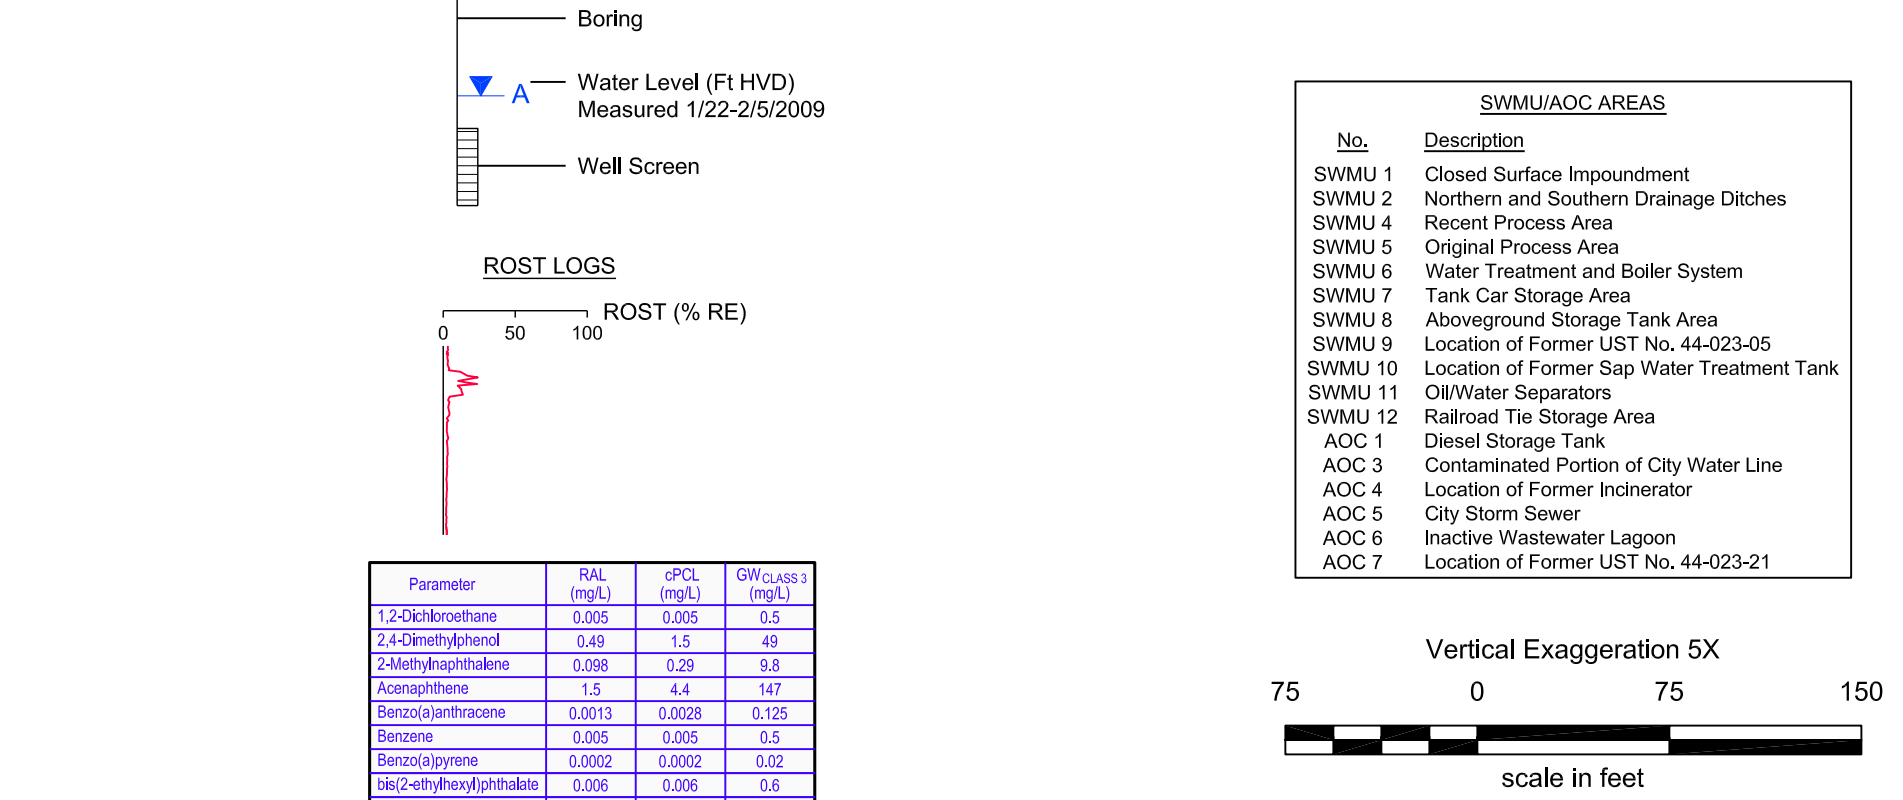 Boring
Water Level (Ft HVD)
A
Measured 1/22-2/5/2009
Well Screen
ROST LOGS
ROST (% RE)
0 50 100
Parameter RAL (mg/L) cPCL (mg/L) GW CLASS 3 (mg/L)
1,2-Dichloroethane 0.005 0.005 0.5
2,4-Dimethylphenol 0.49 1.5 49
2-Methylnaphthalene 0.098 0.29 9.8
Acenaphthene 1.5 4.4 147
Benzo(a)anthracene 0.0013 0.0028 0.125
Benzene 0.005 0.005 0.5
Benzo(a)pyrene 0.0002 0.0002 0.02
bis(2-ethylhexyl)phthalate 0.006 0.006 0.6
SWMU/AOC AREAS
No. Description
SWMU 1 Closed Surface Impoundment
SWMU 2 Northern and Southern Drainage Ditches
SWMU 4 Recent Process Area
SWMU 5 Original Process Area
SWMU 6 Water Treatment and Boiler System
SWMU 7 Tank Car Storage Area
SWMU 8 Aboveground Storage Tank Area
SWMU 9 Location of Former UST No. 44-023-05
SWMU 10 Location of Former Sap Water Treatment Tank
SWMU 11 Oil/Water Separators
SWMU 12 Railroad Tie Storage Area
AOC 1 Diesel Storage Tank
AOC 3 Contaminated Portion of City Water Line
AOC 4 Location of Former Incinerator
AOC 5 City Storm Sewer
AOC 6 Inactive Wastewater Lagoon
AOC 7 Location of Former UST No. 44-023-21
Vertical Exaggeration 5X
75 0 75 150
scale in feet